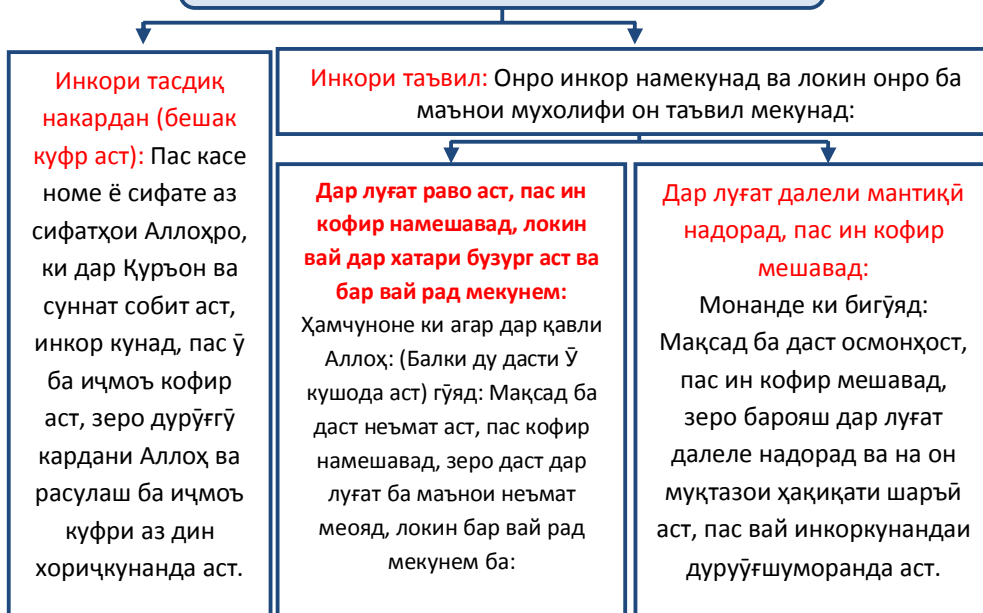 Инкори тасдиқ
накардан (бешак
куфр аст): Пас касе
номе ё сифате аз
сифатҳои Аллоҳро,
ки дар Қуръон ва
суннат собит аст,
инкор кунад, пас ӯ
ба иҷмоъ кофир
аст, зеро дурӯғгӯ
кардани Аллоҳ ва
расулаш ба иҷмоъ
куфри аз дин
хориҷкунанда аст.
Инкори таъвил: Онро инкор намекунад ва локин онро ба
маънои мухолифи он таъвил мекунад:
Дар луғат раво аст, пас ин
кофир намешавад, локин
вай дар хатари бузург аст ва
бар вай рад мекунем:
Ҳамчуноне ки агар дар қавли
Аллоҳ: (Балки ду дасти Ӯ
кушода аст) гӯяд: Мақсад ба
даст неъмат аст, пас кофир
намешавад, зеро даст дар
луғат ба маънои неъмат
меояд, локин бар вай рад
мекунем ба:
Дар луғат далели мантиқӣ
надорад, пас ин кофир
мешавад:
Монанде ки бигӯяд:
Мақсад ба даст осмонҳост,
пас ин кофир мешавад,
зеро барояш дар луғат
далеле надорад ва на он
муқтазои ҳақиқати шаръӣ
аст, пас вай инкоркунандаи
дуруӯғшуморанда аст.